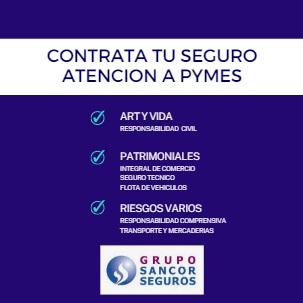 CONTRATA TU SEGURO
ATENCION A PYMES
ART Y VIDA
RESPONSABILIDAD CIVIL
PATRIMONIALES
INTEGRAL DE COMERCIO
SEGURO TECNICO
FLOTA DE VEHICULOS
RIESGOS VARIOS
RESPONSABILIDAD COMPRENSIVA
TRANSPORTE Y MERCADERIAS
GRUPO
SANCOR
SEGUROS